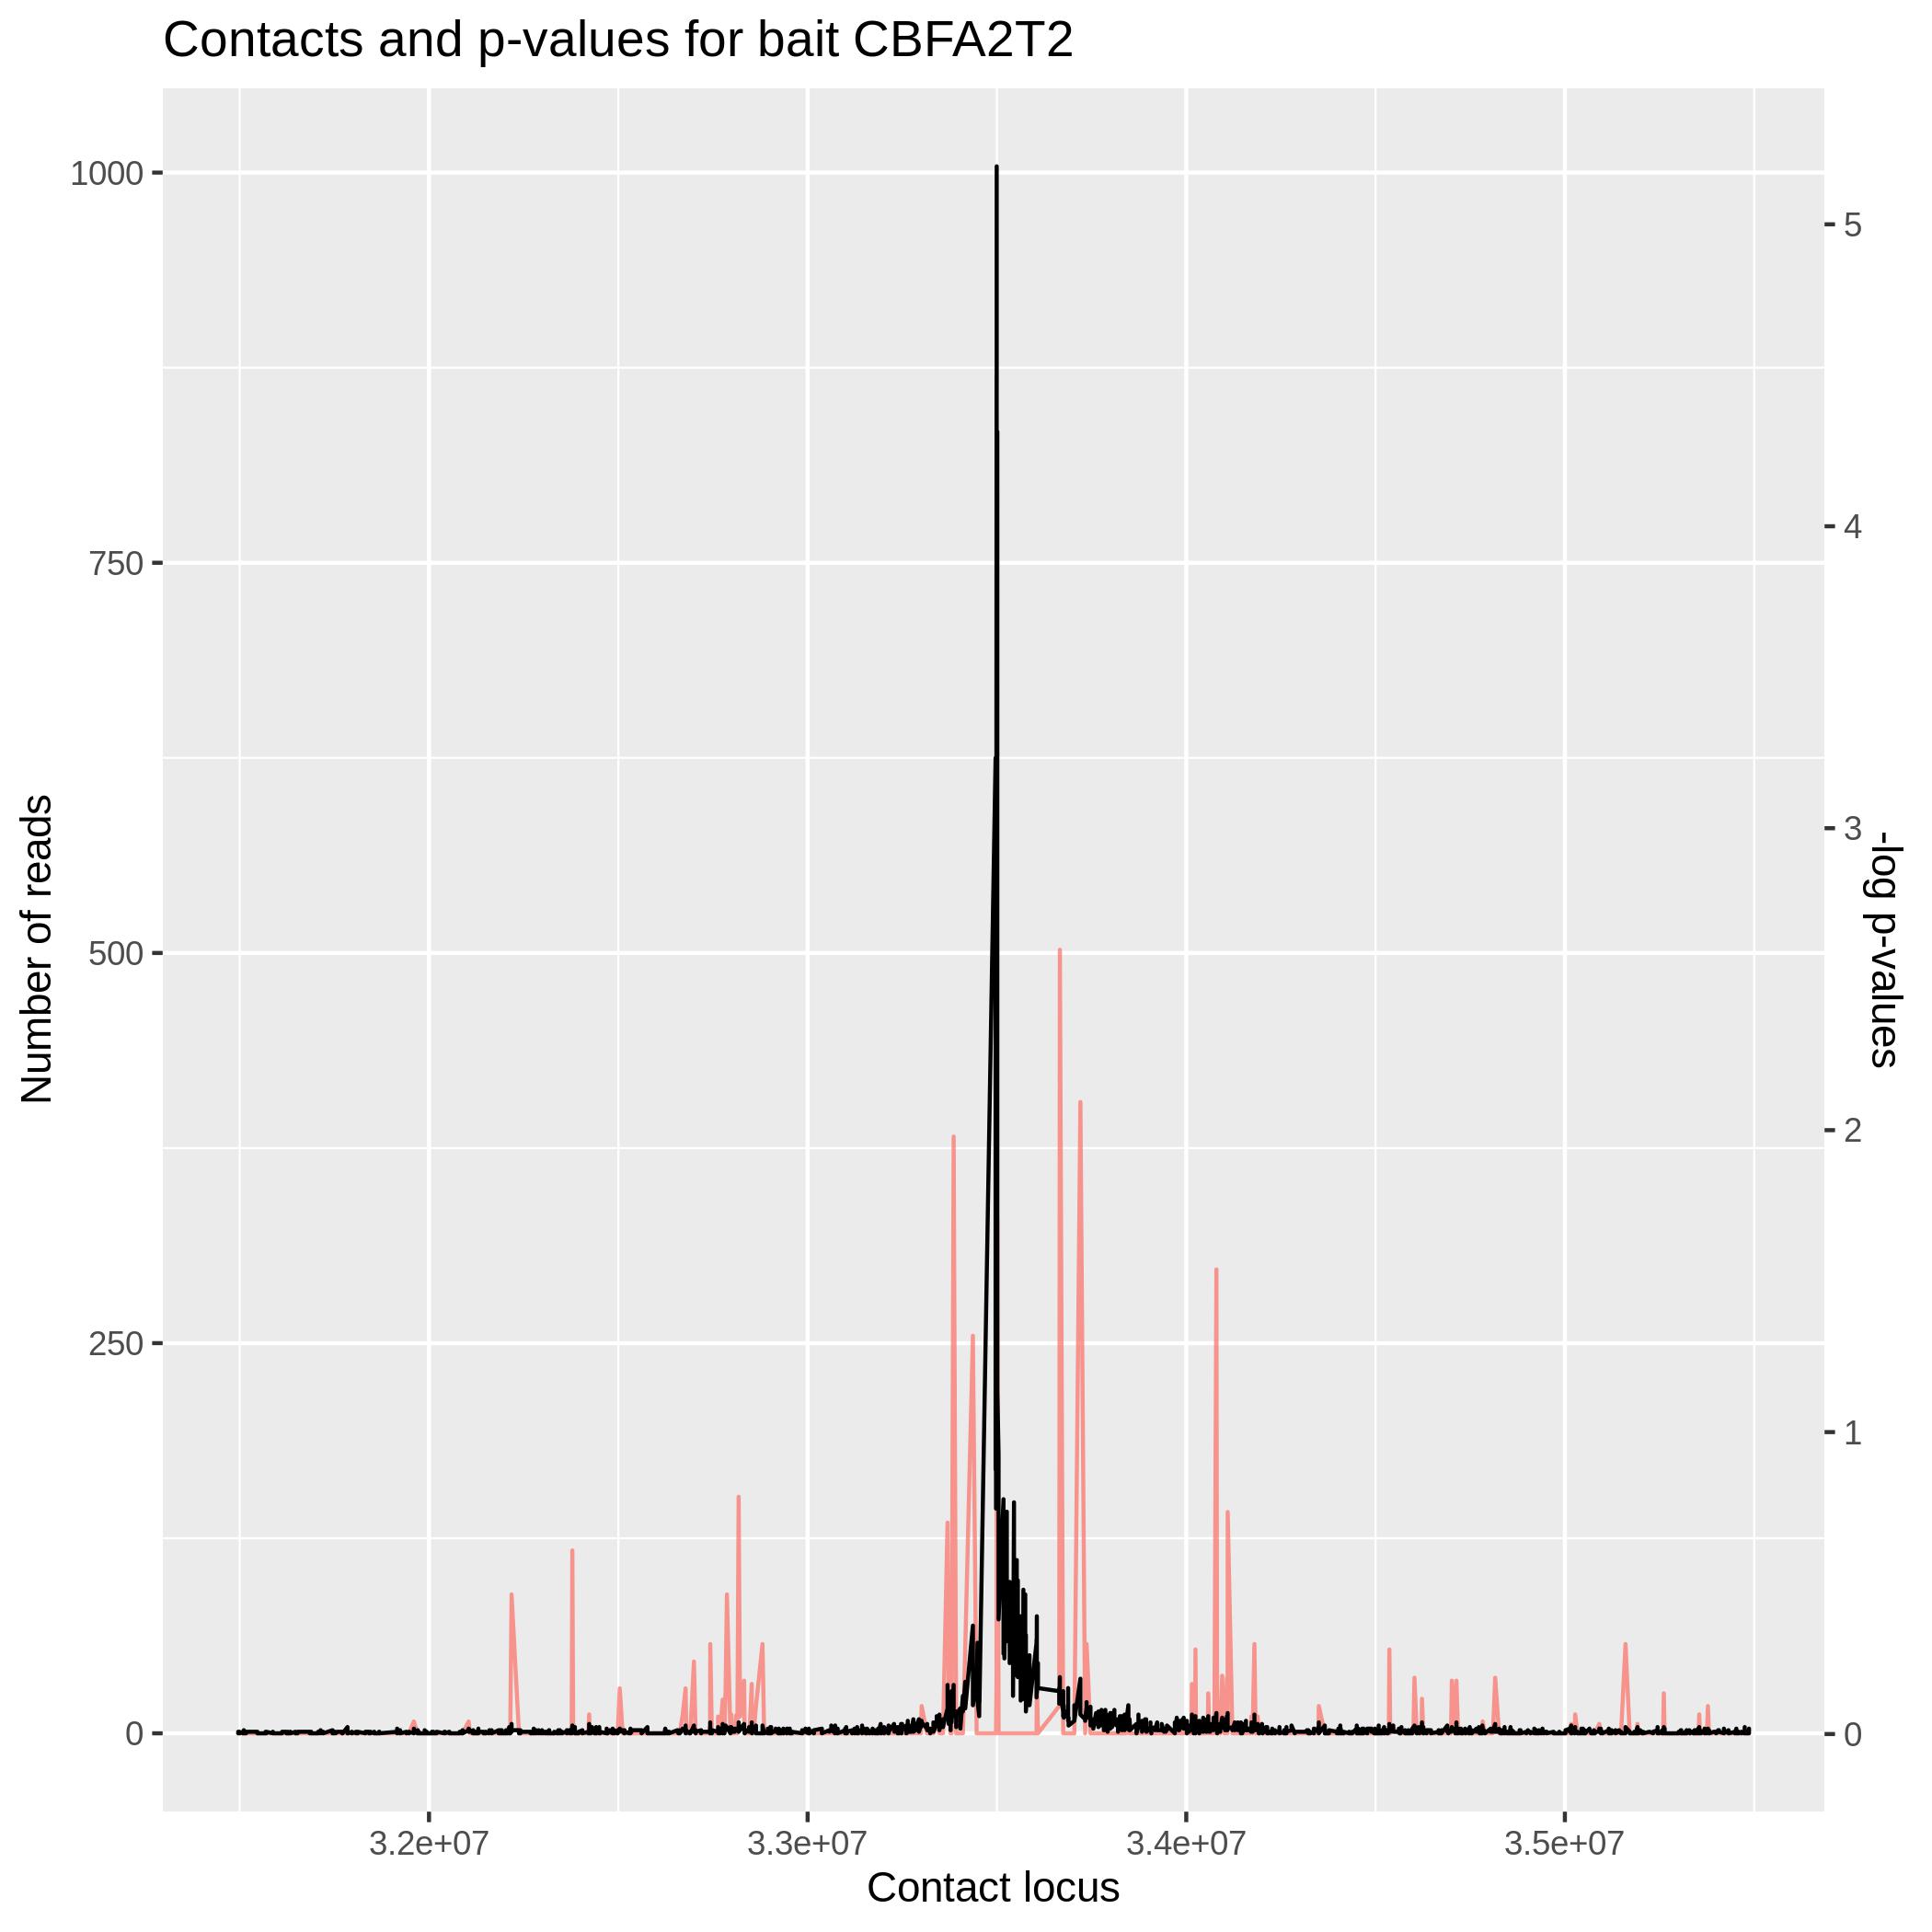 Contacts and p-values for bait CBFA2T2
1000
750
500
250
0
Number of reads
5
4
3
2
1
0
-log p-values
3.2e+07
3.3e+07
3.4e+07
3.5e+07
Contact locus